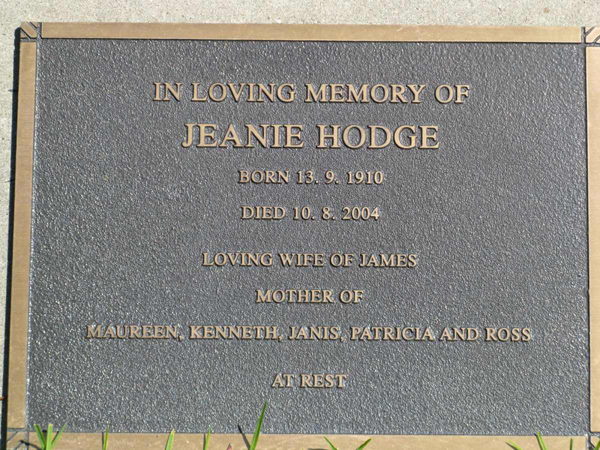 IN LOVING MEMORY OF
JEANIE HODGE
BORN 13. 9. 1910
DIED 10. 8. 2004
LOVING WIFE OF JAMES
MOTHER OF
MAUREEN, KENNETH, JANIS, PATRICIA AND ROSS
AT REST